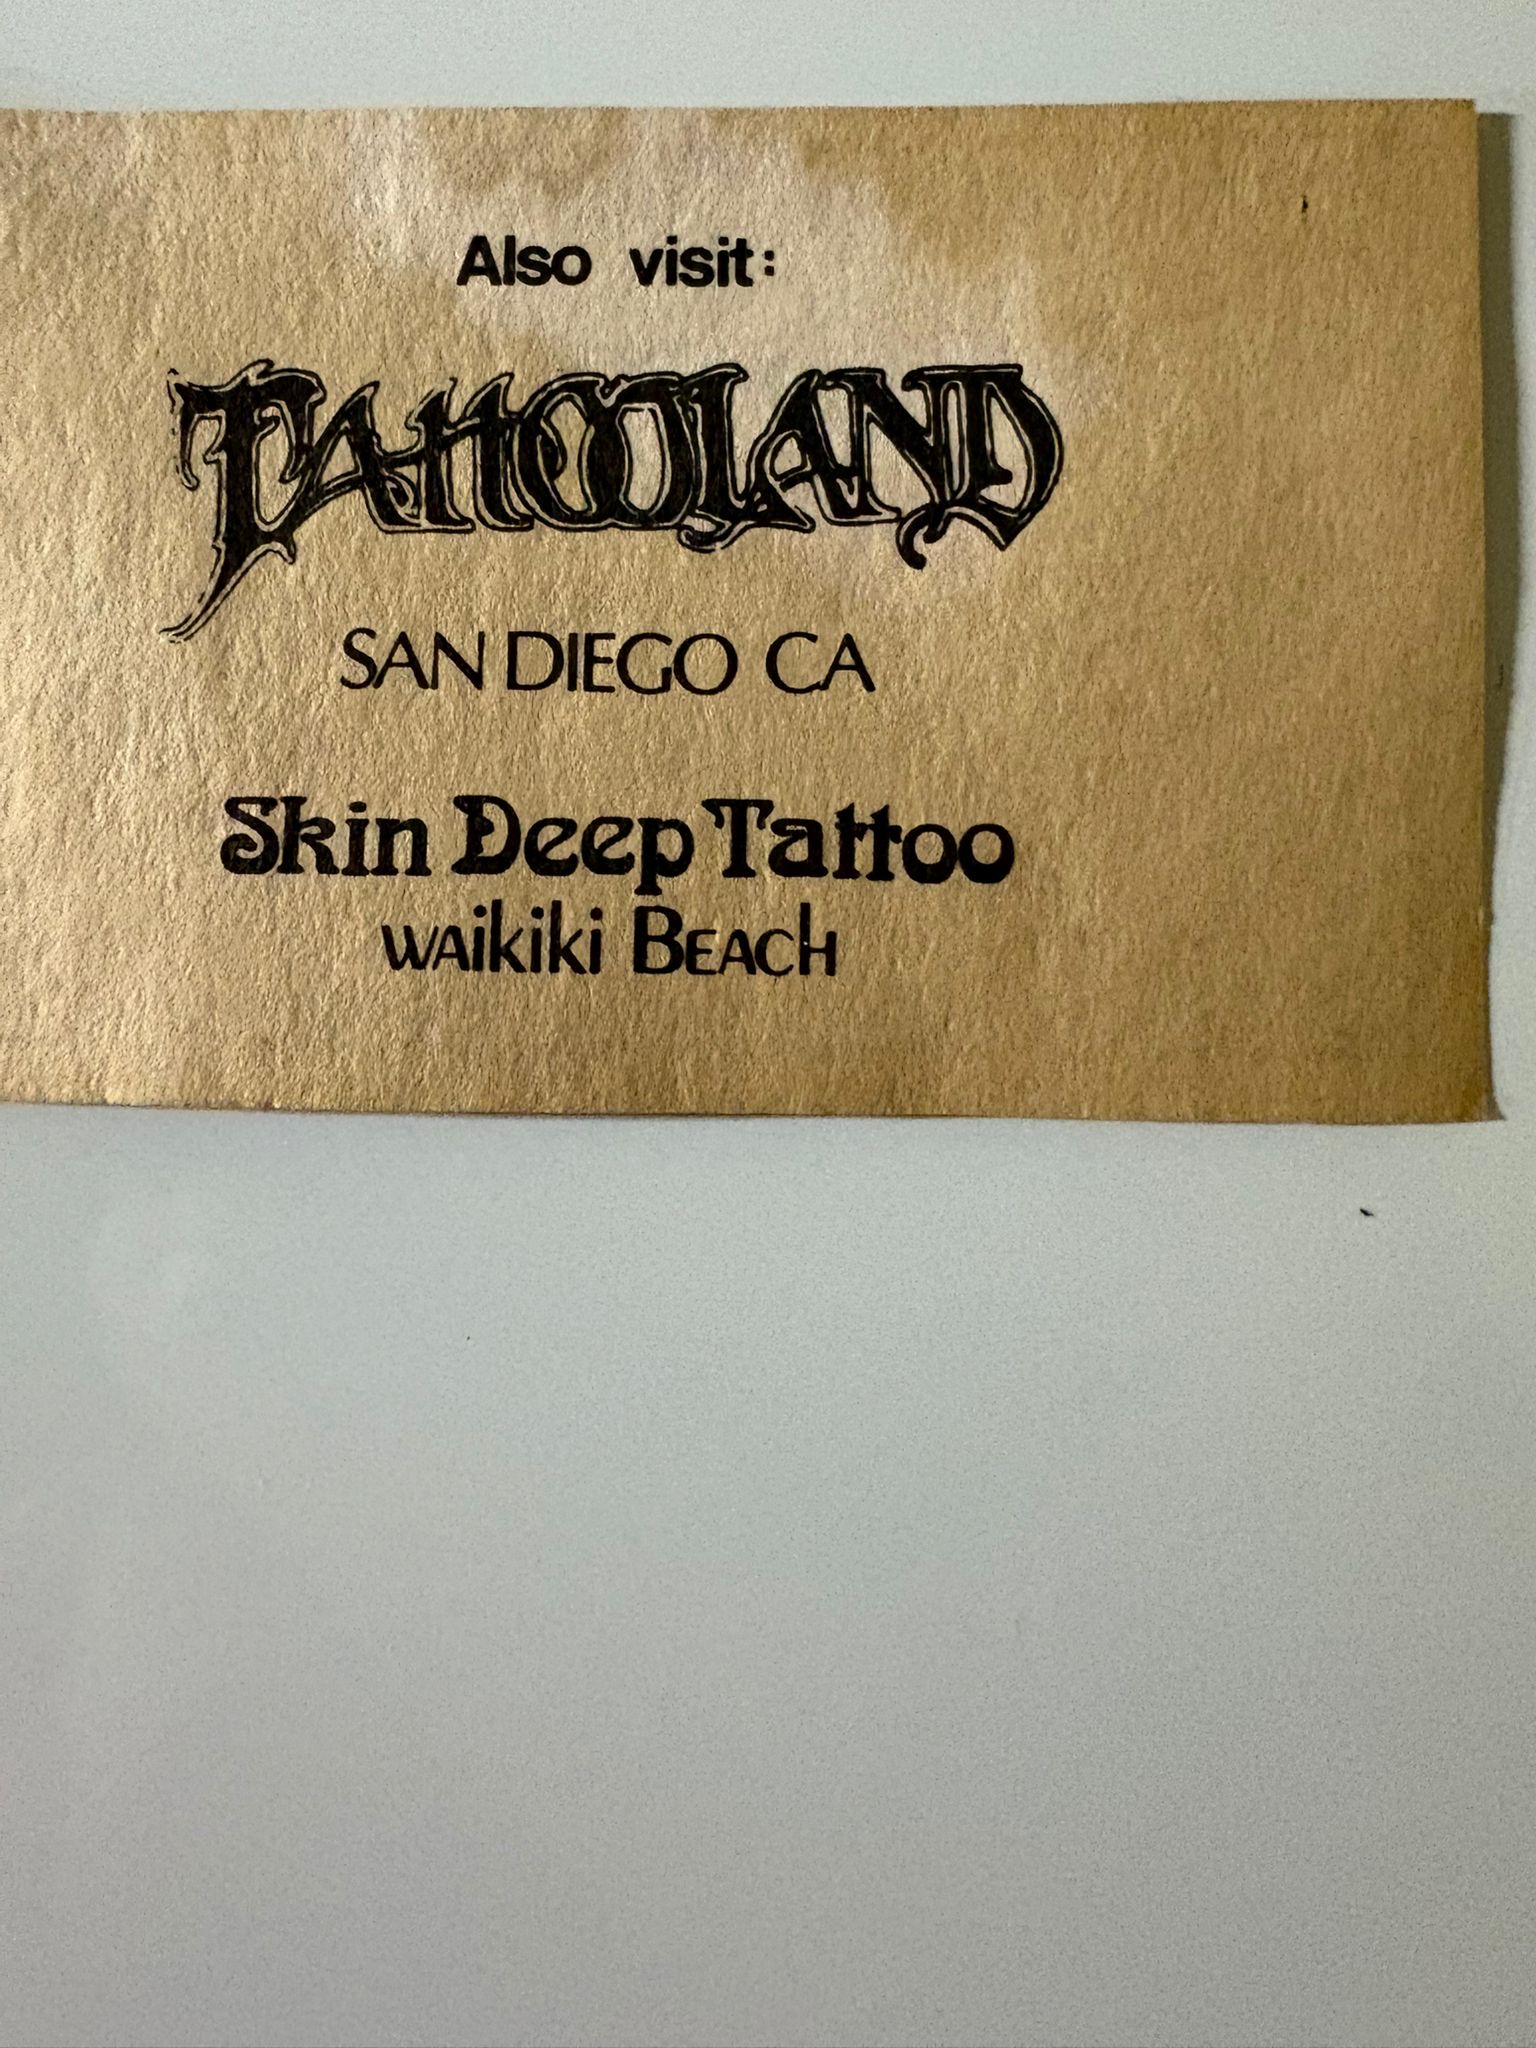 Also visit:
TATTOOLAND
SAN DIEGO CA
Skin Deep Tattoo
WAikiki BEACH